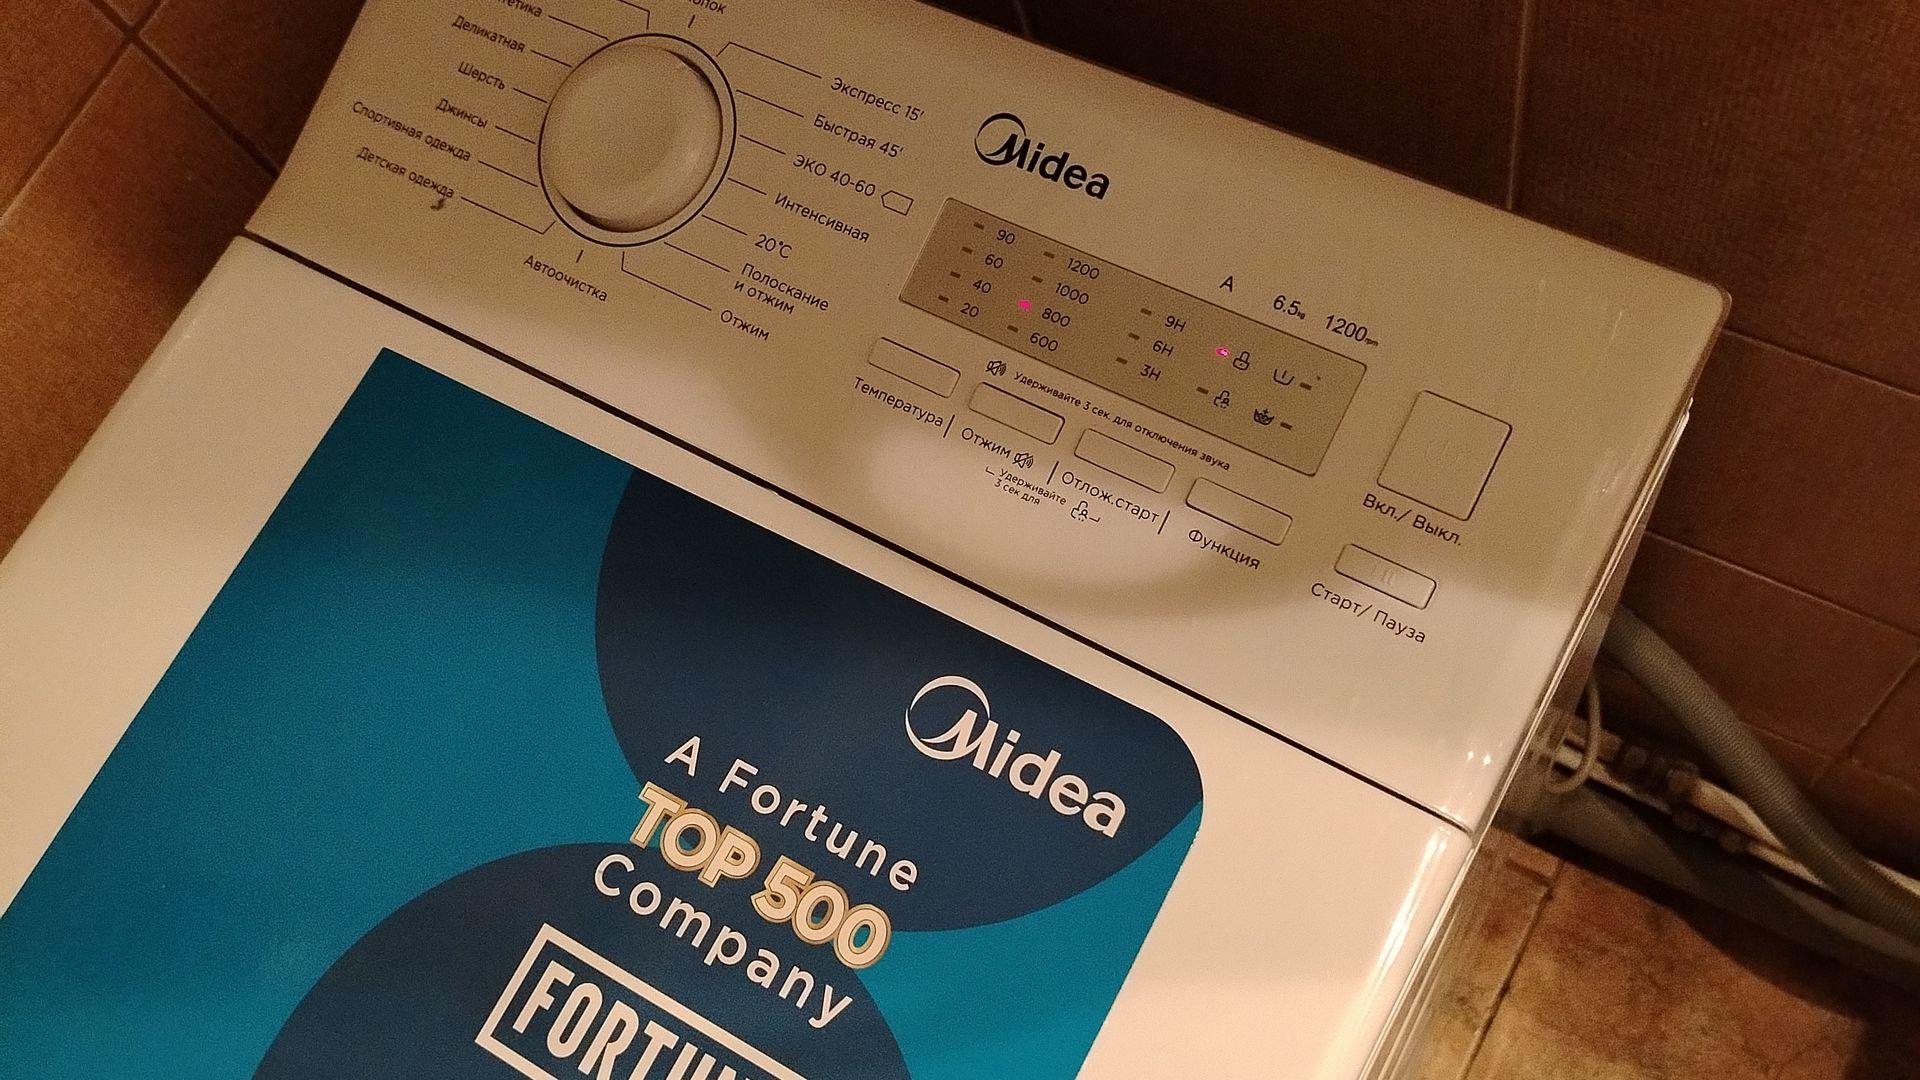 Деликатная
Шерсть
Джинсы
Спортивная одежда
Детская одежда
Автоочистка
Экспресс 15'
Быстрая 45'
ЭКО 40-60
Интенсивная
20°C
Полоскание
и отжим
Отжим
Midea
90
60
40
20
1200
1000
800
600
9H
6H
3H
A 6.5kg 1200rpm
Удерживайте 3 сек. для отключения звука
Температура
Отжим
Удерживайте
3 сек для
Отлож.старт
Функция
Вкл./ Выкл.
Старт/ Пауза
Midea
A Fortune
TOP 500
Company